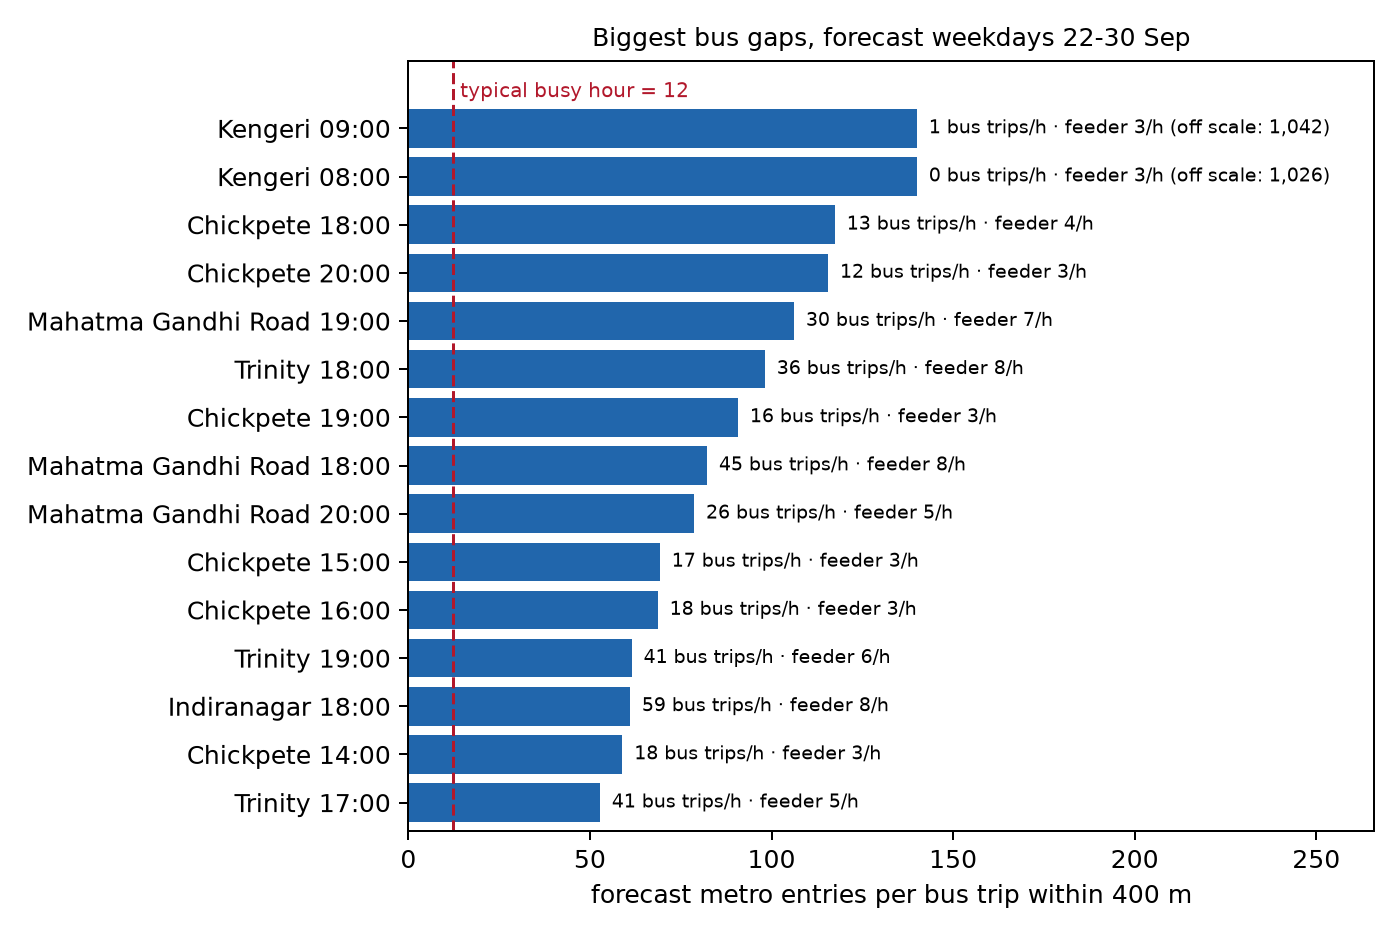 Biggest bus gaps, forecast weekdays 22-30 Sep
typical busy hour = 12
Kengeri 09:00 1 bus trips/h · feeder 3/h (off scale: 1,042)
Kengeri 08:00 0 bus trips/h · feeder 3/h (off scale: 1,026)
Chickpete 18:00 13 bus trips/h · feeder 4/h
Chickpete 20:00 12 bus trips/h · feeder 3/h
Mahatma Gandhi Road 19:00 30 bus trips/h · feeder 7/h
Trinity 18:00 36 bus trips/h · feeder 8/h
Chickpete 19:00 16 bus trips/h · feeder 3/h
Mahatma Gandhi Road 18:00 45 bus trips/h · feeder 8/h
Mahatma Gandhi Road 20:00 26 bus trips/h · feeder 5/h
Chickpete 15:00 17 bus trips/h · feeder 3/h
Chickpete 16:00 18 bus trips/h · feeder 3/h
Trinity 19:00 41 bus trips/h · feeder 6/h
Indiranagar 18:00 59 bus trips/h · feeder 8/h
Chickpete 14:00 18 bus trips/h · feeder 3/h
Trinity 17:00 41 bus trips/h · feeder 5/h
0 50 100 150 200 250
forecast metro entries per bus trip within 400 m